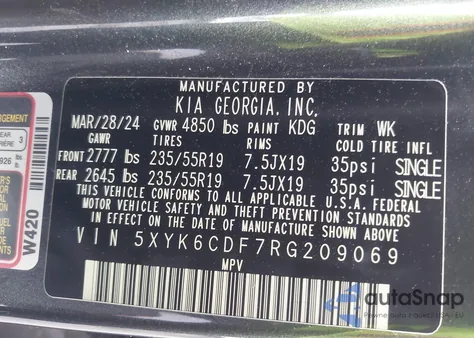 MANUFACTURED BY
KIA GEORGIA, INC.
MAR/28/24 GVWR 4850 lbs PAINT KDG TRIM WK
GAWR TIRES RIMS COLD TIRE INFL
FRONT 2777 lbs 235/55R19 7.5JX19 35psi SINGLE
REAR 2645 lbs 235/55R19 7.5JX19 35psi SINGLE
THIS VEHICLE CONFORMS TO ALL APPLICABLE U.S.A. FEDERAL
MOTOR VEHICLE SAFETY BUMPER, AND THEFT PREVENTION STANDARDS
IN EFFECT ON THE DATE OF MANUFACTURE SHOWN ABOVE.
VIN 5XYK6CDF7RG209069
MPV
W420
3
autoSnap